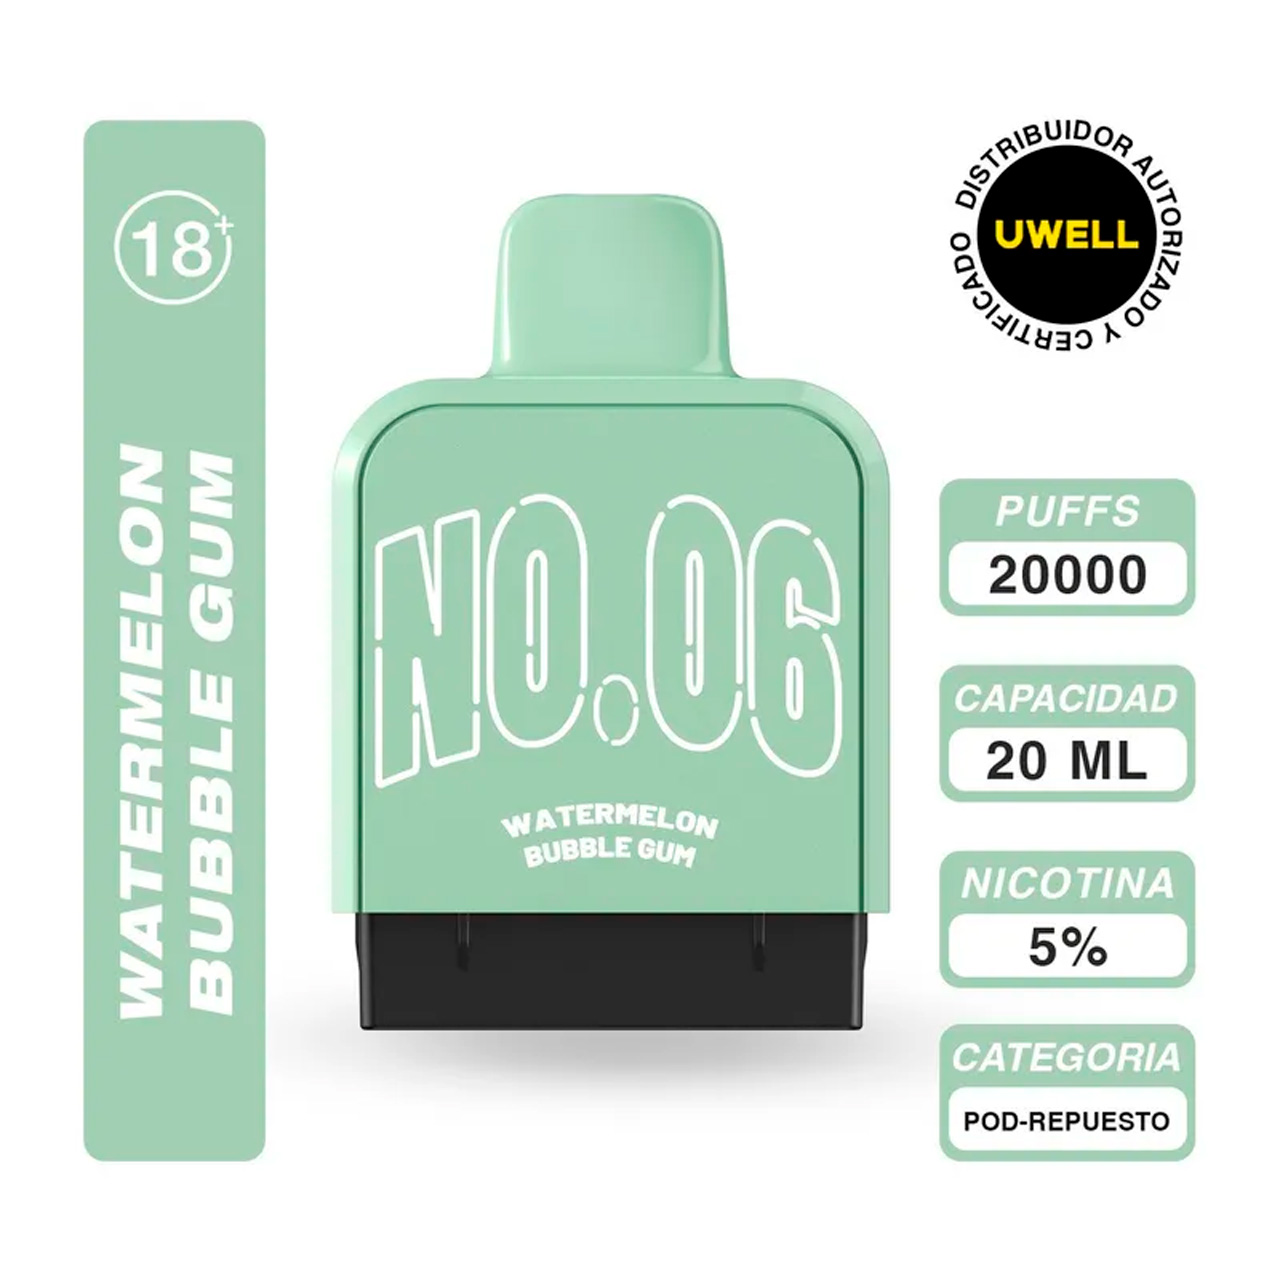 18+
WATERMELON
BUBBLE GUM
NO.06
WATERMELON
BUBBLE GUM
DISTRIBUIDOR AUTORIZADO Y CERTIFICADO
UWELL
PUFFS
20000
CAPACIDAD
20 ML
NICOTINA
5%
CATEGORIA
POD-REPUESTO